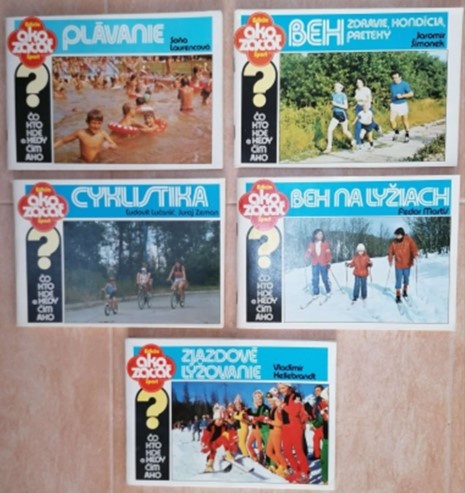 Edícia
ako
začať
Šport
?
ČO
KTO
KDE
a KEDY
ČÍM
AKO
PLÁVANIE
Soňa
Laurencová
Edícia
ako
začať
Šport
?
ČO
KTO
KDE
a KEDY
ČÍM
AKO
BEH ZDRAVIE, KONDÍCIA,
PRETEKY
Jaromír
Šimonek
Edícia
ako
začať
Šport
?
ČO
KTO
KDE
a KEDY
ČÍM
AKO
CYKLISTIKA
Ľudovít Lučanič, Juraj Zeman
Edícia
ako
začať
Šport
?
ČO
KTO
KDE
a KEDY
ČÍM
AKO
BEH NA LYŽIACH
Fedor Martiš
Edícia
ako
začať
Šport
?
ČO
KTO
KDE
a KEDY
ČÍM
AKO
ZJAZDOVÉ
LYŽOVANIE
Vladimír
Hellebrandt